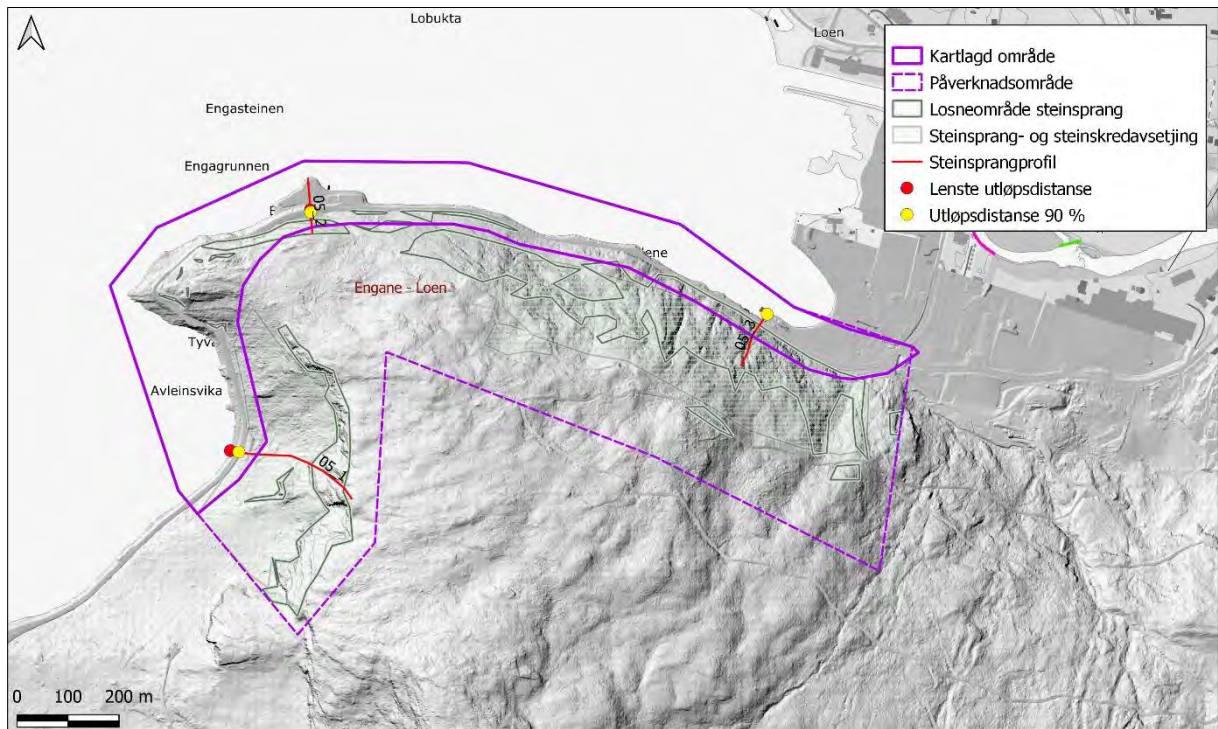 Lobukta
Loen
Kartlagd område
Påverknadsområde
Losneområde steinsprang
Steinsprang- og steinskredavsetjing
Steinsprangprofil
Lenste utløpsdistanse
Utløpsdistanse 90 %
Engasteinen
Engagrunnen
05_2
Engane - Loen
05_3
Avleinsvika
05_1
0 100 200 m